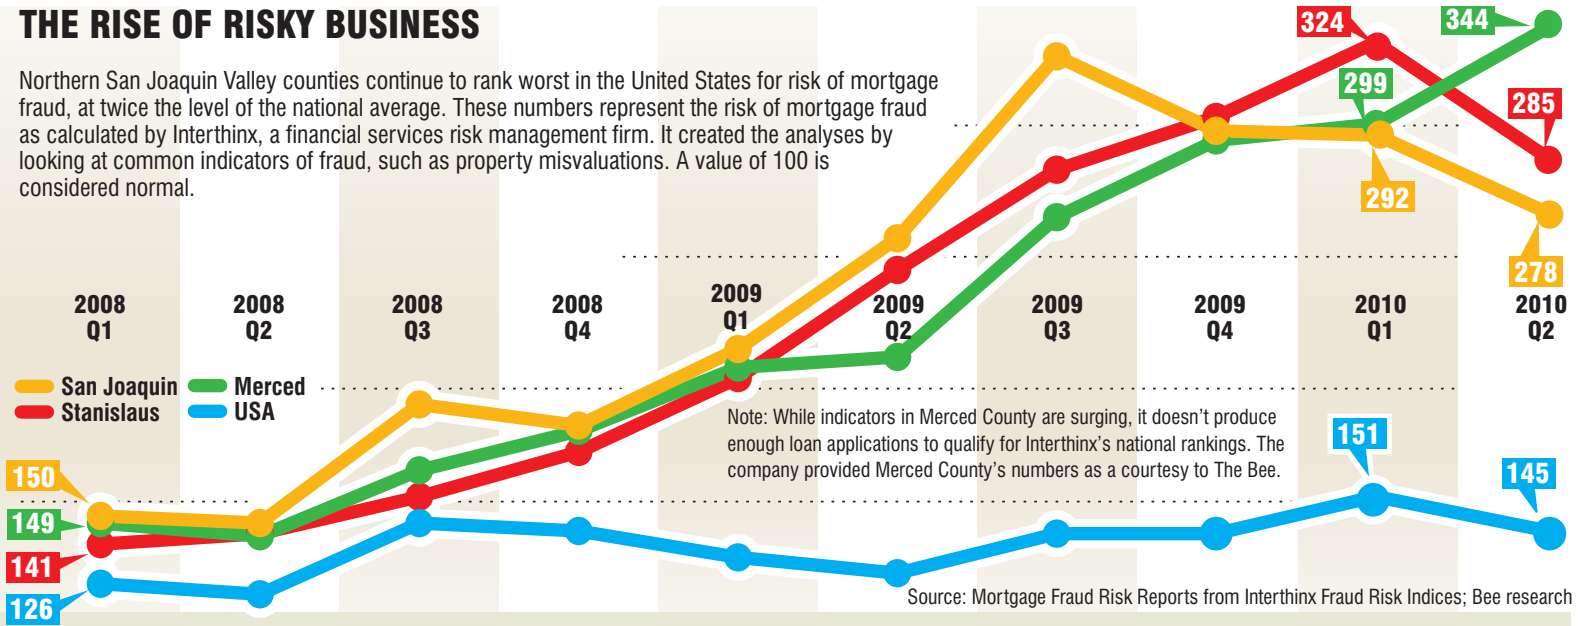 THE RISE OF RISKY BUSINESS
Northern San Joaquin Valley counties continue to rank worst in the United States for risk of mortgage
fraud, at twice the level of the national average. These numbers represent the risk of mortgage fraud
as calculated by Interthinx, a financial services risk management firm. It created the analyses by
looking at common indicators of fraud, such as property misvaluations. A value of 100 is
considered normal.
324
344
299
285
292
278
2008
Q1
2008
Q2
2008
Q3
2008
Q4
2009
Q1
2009
Q2
2009
Q3
2009
Q4
2010
Q1
2010
Q2
San Joaquin
Merced
Stanislaus
USA
Note: While indicators in Merced County are surging, it doesn’t produce
enough loan applications to qualify for Interthinx’s national rankings. The
company provided Merced County’s numbers as a courtesy to The Bee.
151
145
150
149
141
126
Source: Mortgage Fraud Risk Reports from Interthinx Fraud Risk Indices; Bee research